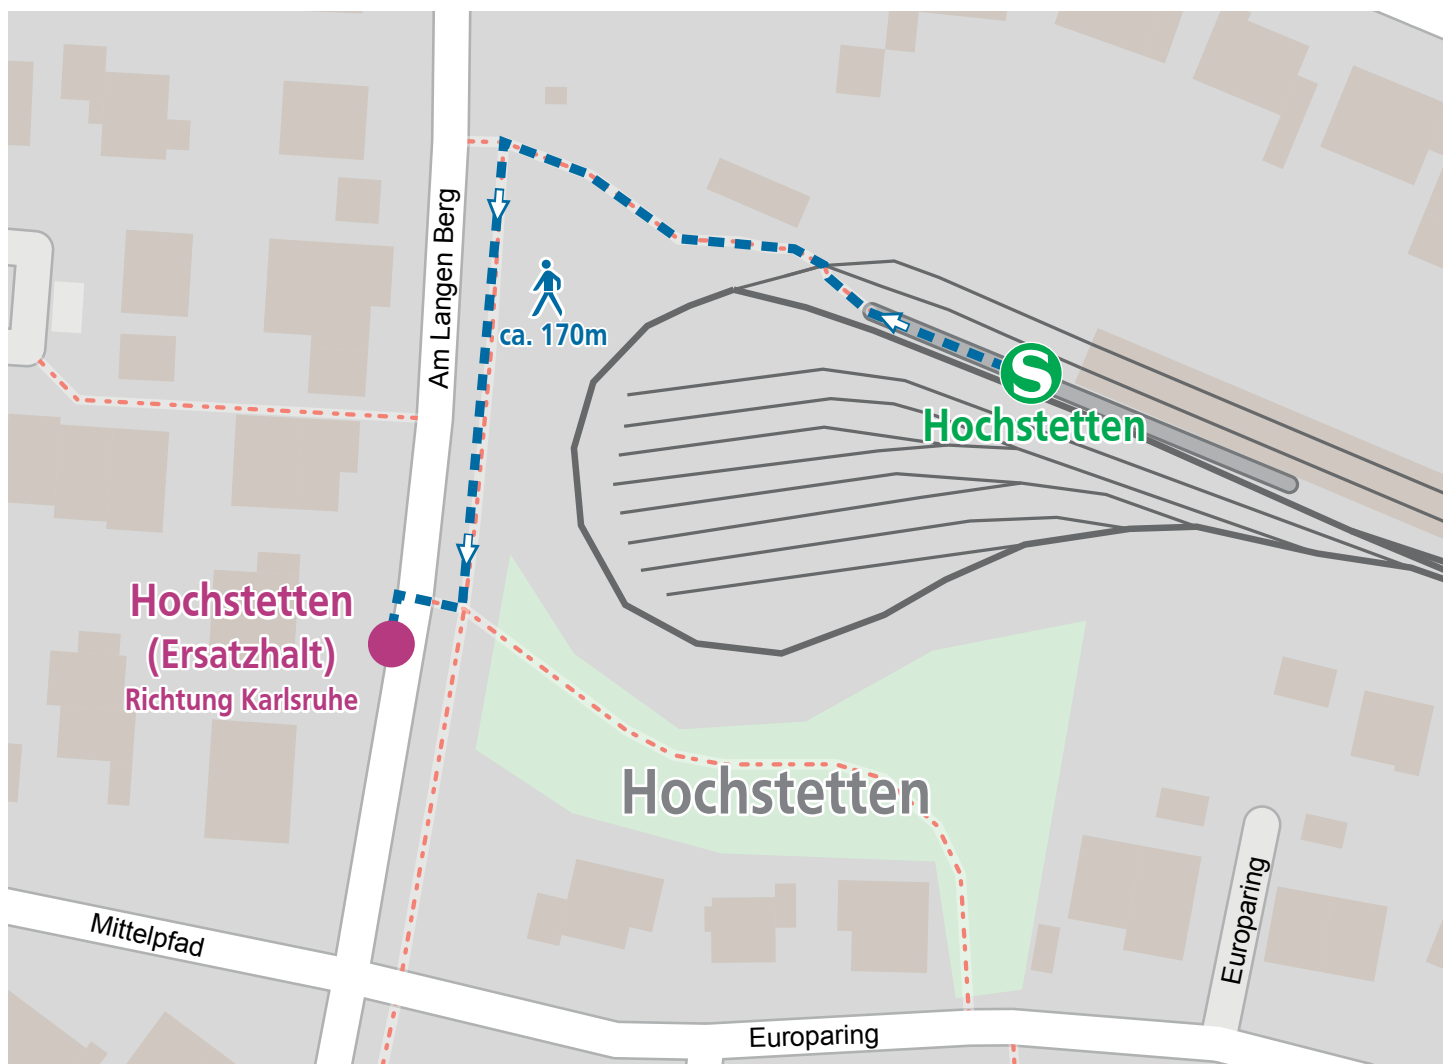 Am Langen Berg
ca. 170m
S
Hochstetten
Hochstetten
(Ersatzhalt)
Richtung Karlsruhe
Hochstetten
Mittelpfad
Europaring
Europaring